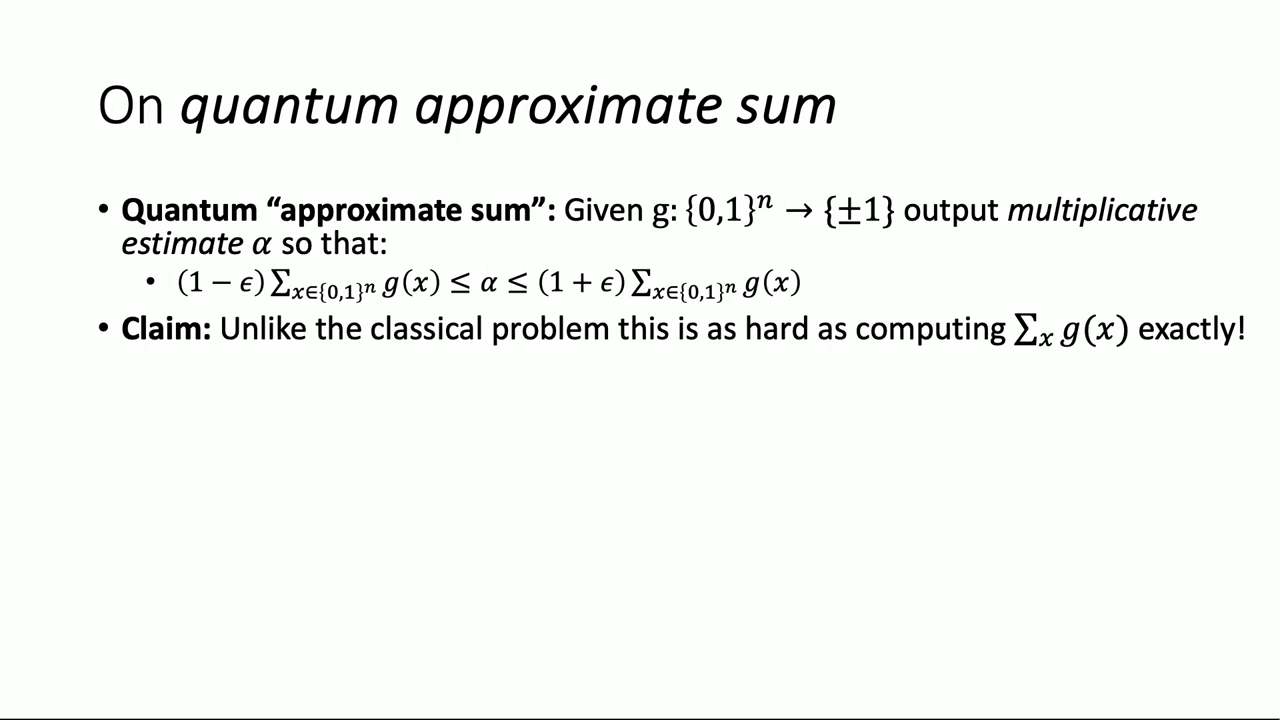 On quantum approximate sum
• Quantum “approximate sum”: Given g: {0,1}ⁿ → {±1} output multiplicative
estimate α so that:
• (1 − ϵ) ∑_{x∈{0,1}ⁿ} g(x) ≤ α ≤ (1 + ϵ) ∑_{x∈{0,1}ⁿ} g(x)
• Claim: Unlike the classical problem this is as hard as computing ∑ₓ g(x) exactly!